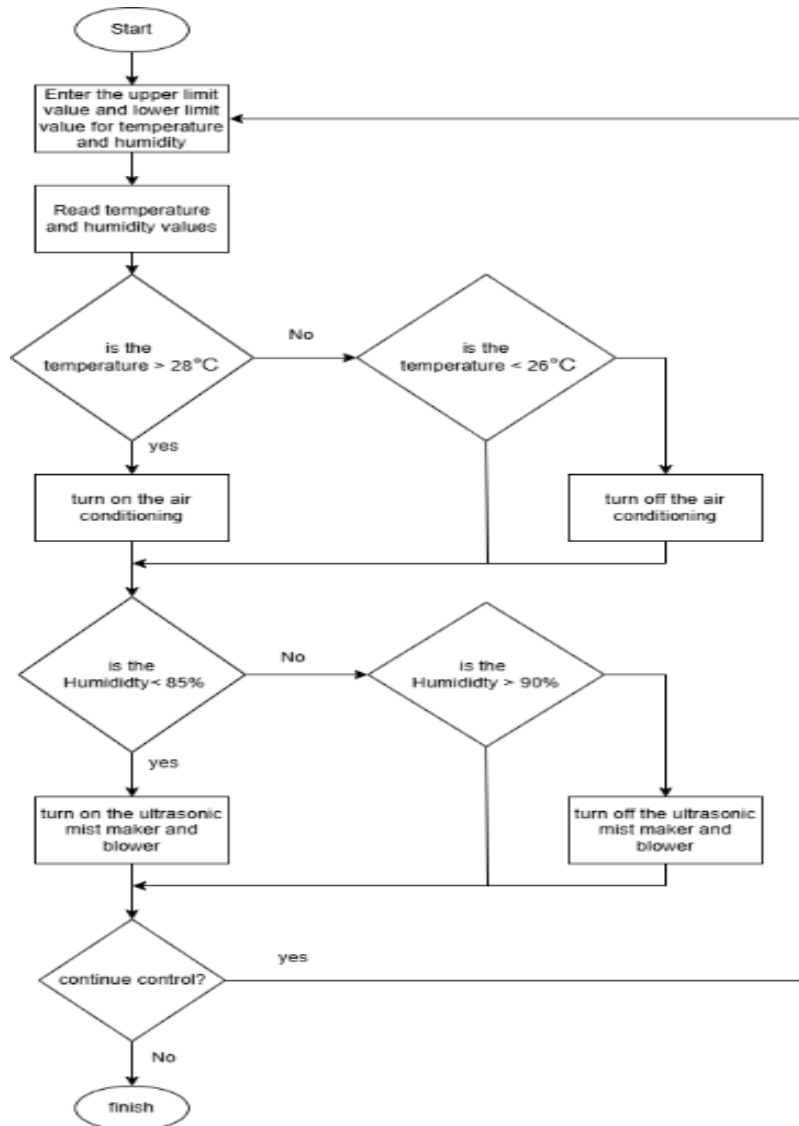 Start
Enter the upper limit
value and lower limit
value for temperature
and humidity
Read temperature
and humidity values
is the
temperature > 28°C
No
is the
temperature < 26°C
yes
turn on the air
conditioning
turn off the air
conditioning
is the
Humididty< 85%
No
is the
Humididty > 90%
yes
turn on the ultrasonic
mist maker and
blower
turn off the ultrasonic
mist maker and
blower
continue control?
yes
No
finish